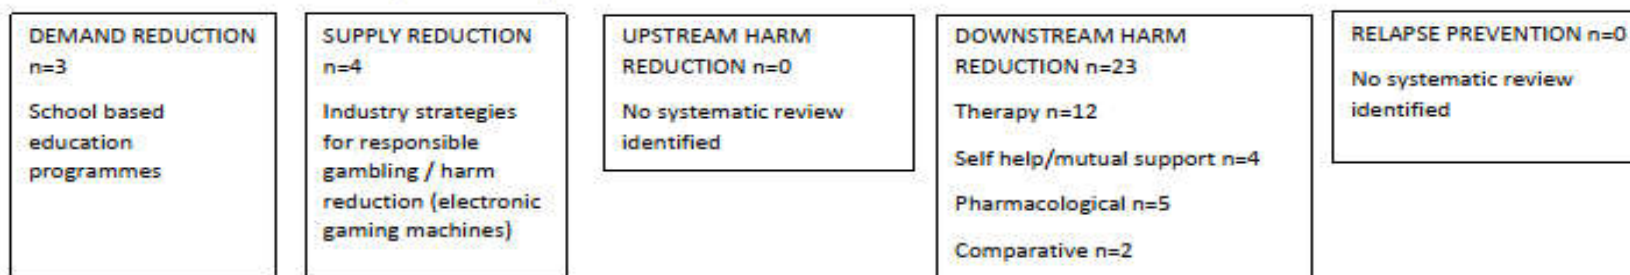 DEMAND REDUCTION
n=3
School based
education
programmes
SUPPLY REDUCTION
n=4
Industry strategies
for responsible
gambling / harm
reduction (electronic
gaming machines)
UPSTREAM HARM
REDUCTION n=0
No systematic review
identified
DOWNSTREAM HARM
REDUCTION n=23
Therapy n=12
Self help/mutual support n=4
Pharmacological n=5
Comparative n=2
RELAPSE PREVENTION n=0
No systematic review
identified